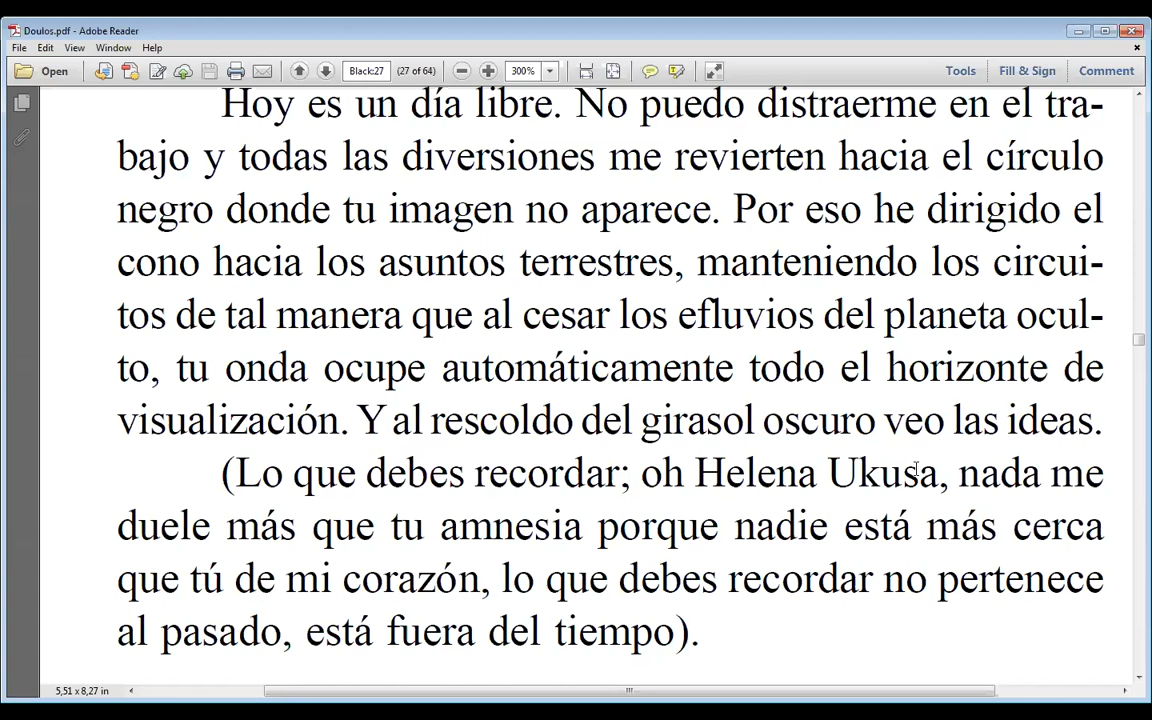 Doulos.pdf - Adobe Reader
File Edit View Window Help
Open Black:27 (27 of 64) 300% Tools Fill & Sign Comment
Hoy es un día libre. No puedo distraerme en el tra-
bajo y todas las diversiones me revierten hacia el círculo
negro donde tu imagen no aparece. Por eso he dirigido el
cono hacia los asuntos terrestres, manteniendo los circui-
tos de tal manera que al cesar los efluvios del planeta ocul-
to, tu onda ocupe automáticamente todo el horizonte de
visualización. Y al rescoldo del girasol oscuro veo las ideas.
(Lo que debes recordar; oh Helena Ukusa, nada me
duele más que tu amnesia porque nadie está más cerca
que tú de mi corazón, lo que debes recordar no pertenece
al pasado, está fuera del tiempo).
5,51 x 8,27 in